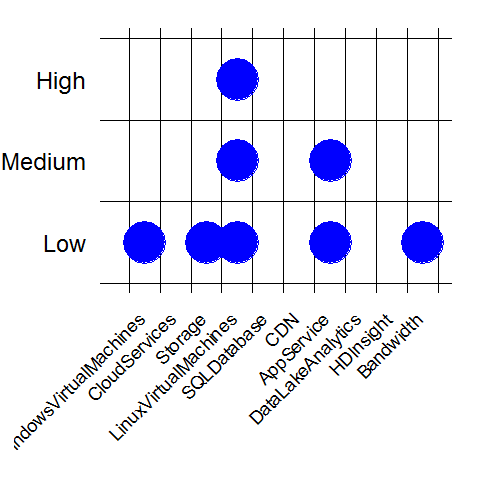 High
Medium
Low
ndowsVirtualMachines
CloudServices
Storage
LinuxVirtualMachines
SQLDatabase
CDN
AppService
DataLakeAnalytics
HDInsight
Bandwidth